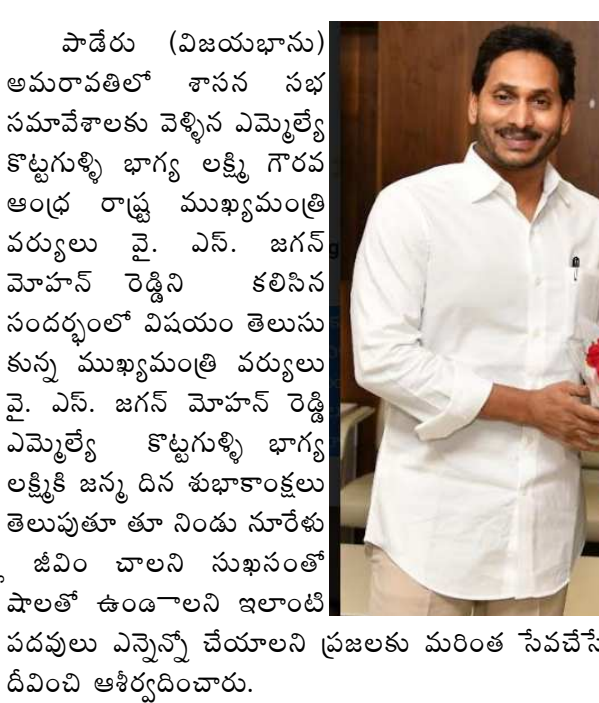 పాడేరు (విజయభాను)
అమరావతిలో శాసన సభ
సమావేశాలకు వెళ్ళిన ఎమ్మెల్యే
కొట్టగుళ్ళి భాగ్య లక్ష్మి గౌరవ
ఆంధ్ర రాష్ట్ర ముఖ్యమంత్రి
వర్యులు వై. ఎస్. జగన్
మోహన్ రెడ్డిని కలిసిన
సందర్భంలో విషయం తెలుసు
కున్న ముఖ్యమంత్రి వర్యులు
వై. ఎస్. జగన్ మోహన్ రెడ్డి
ఎమ్మెల్యే కొట్టగుళ్ళి భాగ్య
లక్ష్మికి జన్మ దిన శుభాకాంక్షలు
తెలుపుతూ తూ నిండు నూరేళు
జీవిం చాలని సుఖసంతో
షాలతో ఉండాలని ఇలాంటి
పదవులు ఎన్నెన్నో చేయాలని ప్రజలకు మరింత సేవచేసే
దీవించి ఆశీర్వదించారు.